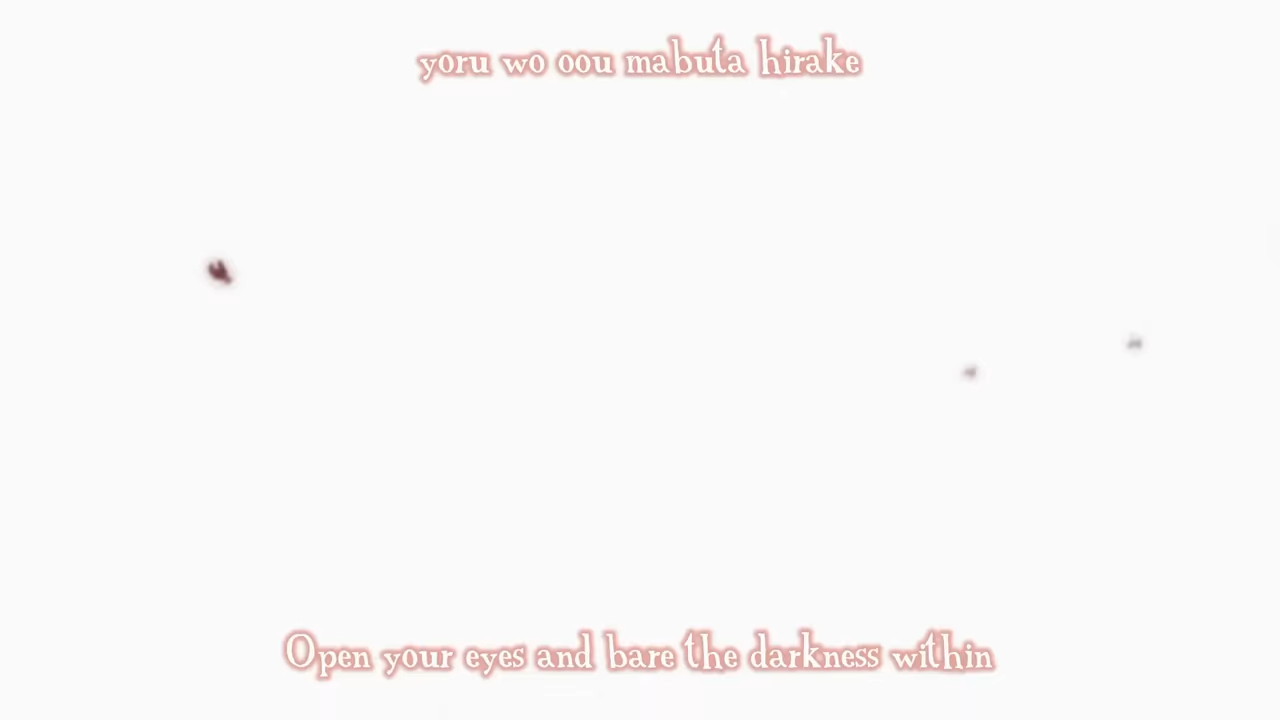 yoru wo oou mabuta hirake
Open your eyes and bare the darkness within